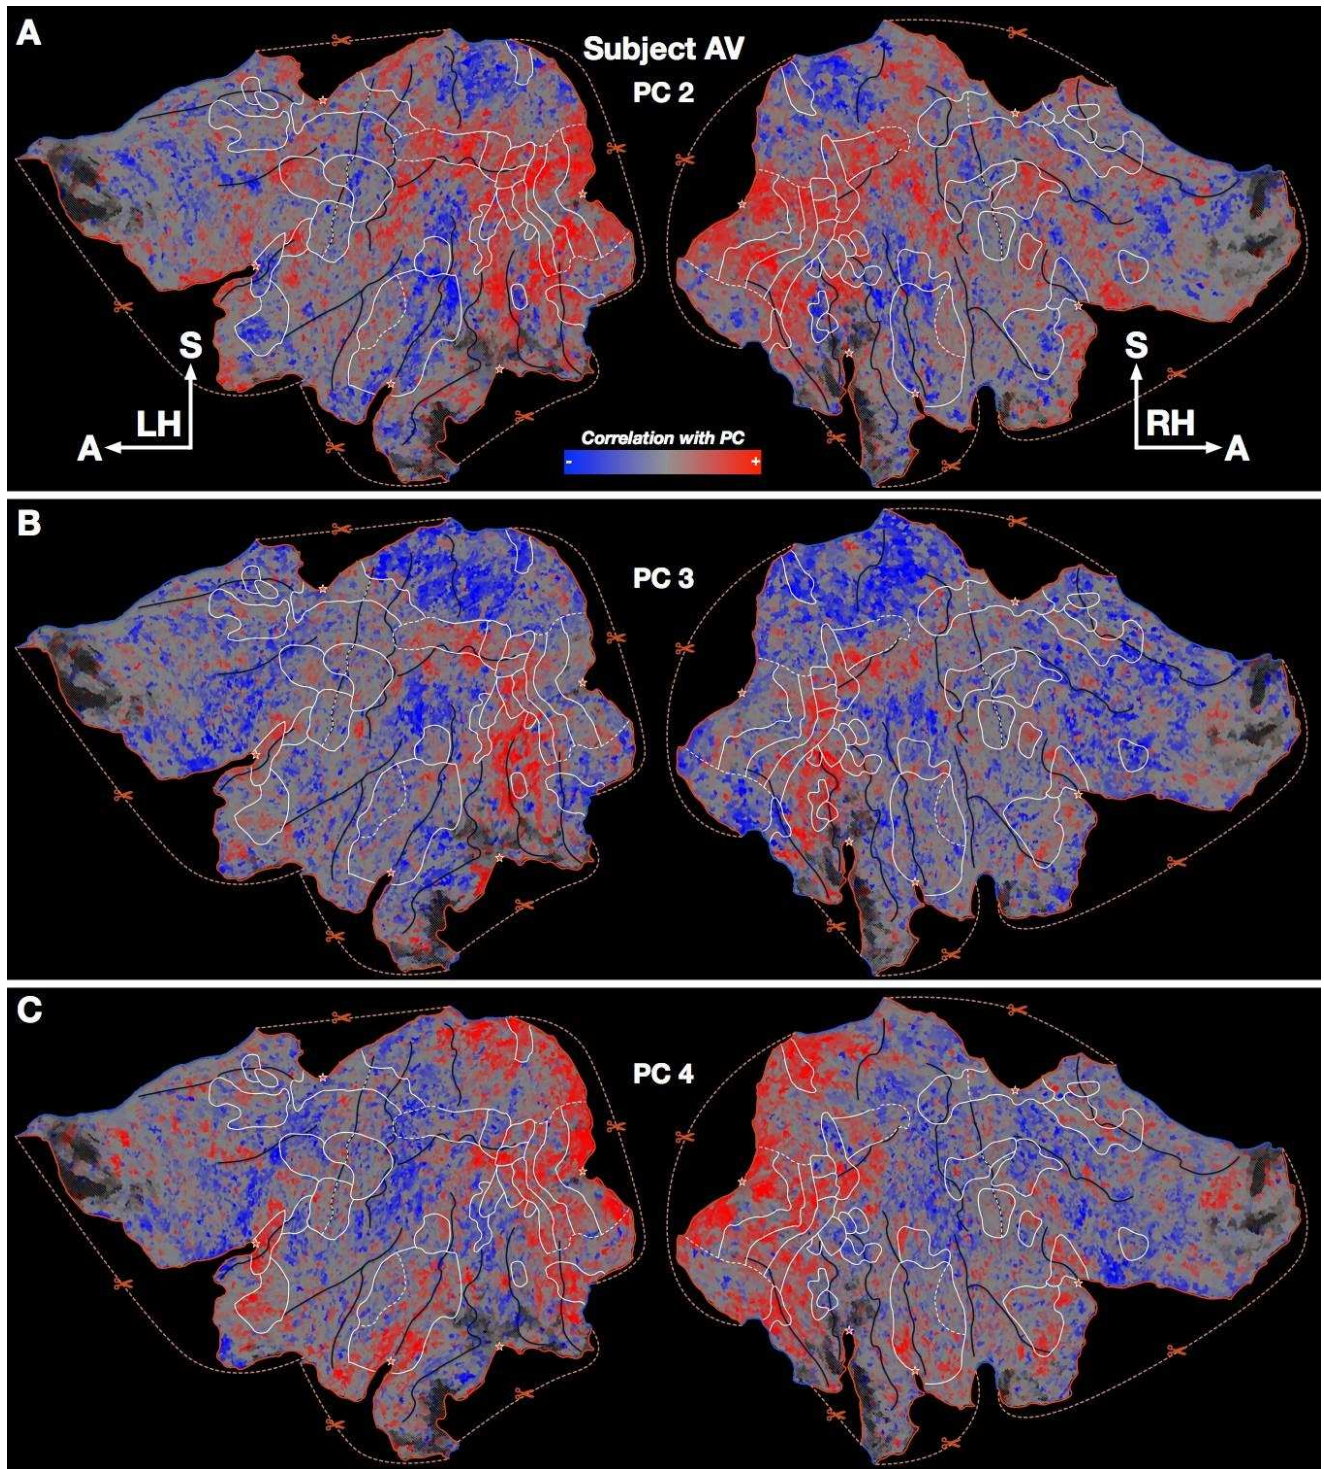 A
Subject AV
PC 2
S
LH
A
Correlation with PC
- +
S
RH
A
B
PC 3
C
PC 4